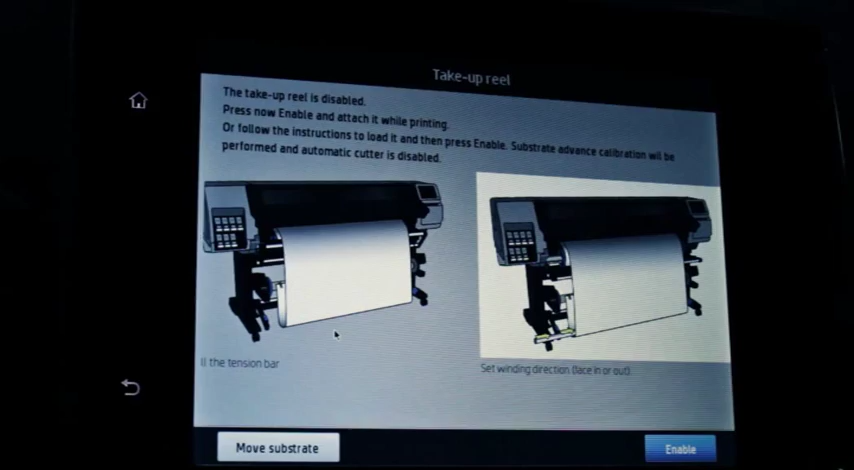 Take-up reel
The take-up reel is disabled.
Press now Enable and attach it while printing.
Or follow the instructions to load it and then press Enable. Substrate advance calibration will be
performed and automatic cutter is disabled.
the tension bar
Set winding direction (face in or out).
Move substrate
Enable